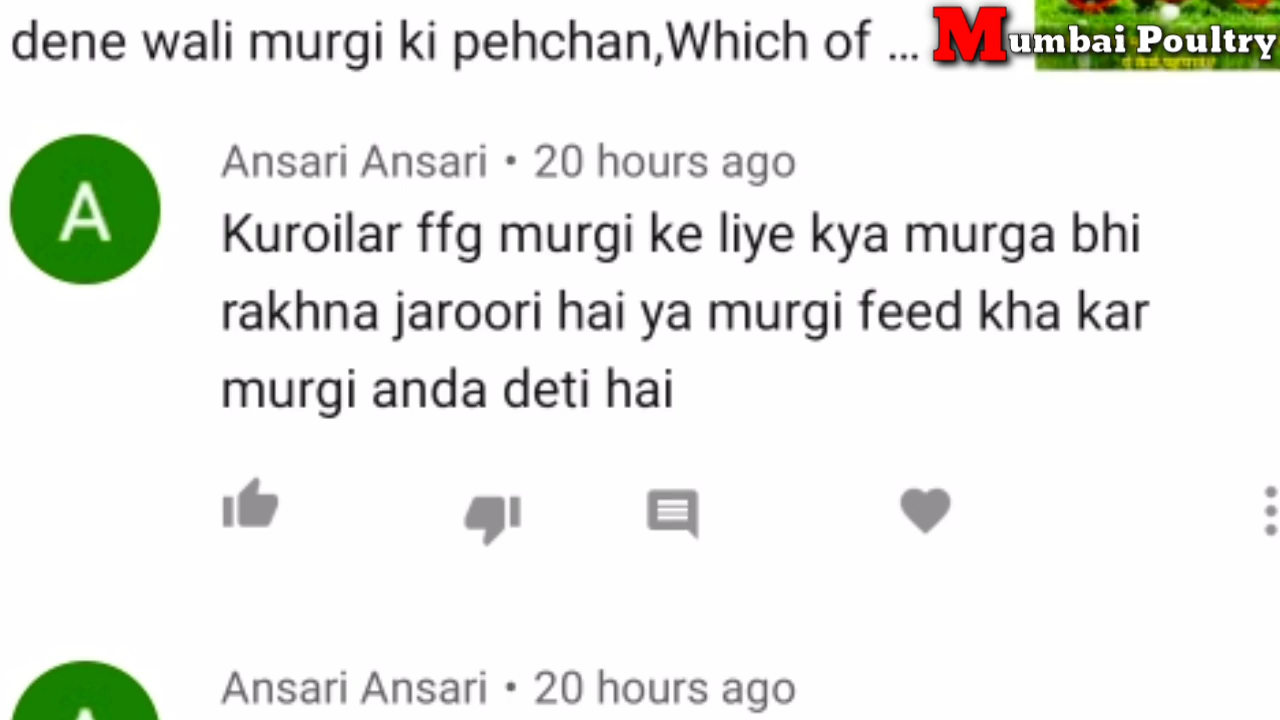 dene wali murgi ki pehchan,Which of ...
Mumbai Poultry
A
Ansari Ansari • 20 hours ago
Kuroilar ffg murgi ke liye kya murga bhi
rakhna jaroori hai ya murgi feed kha kar
murgi anda deti hai
Ansari Ansari • 20 hours ago